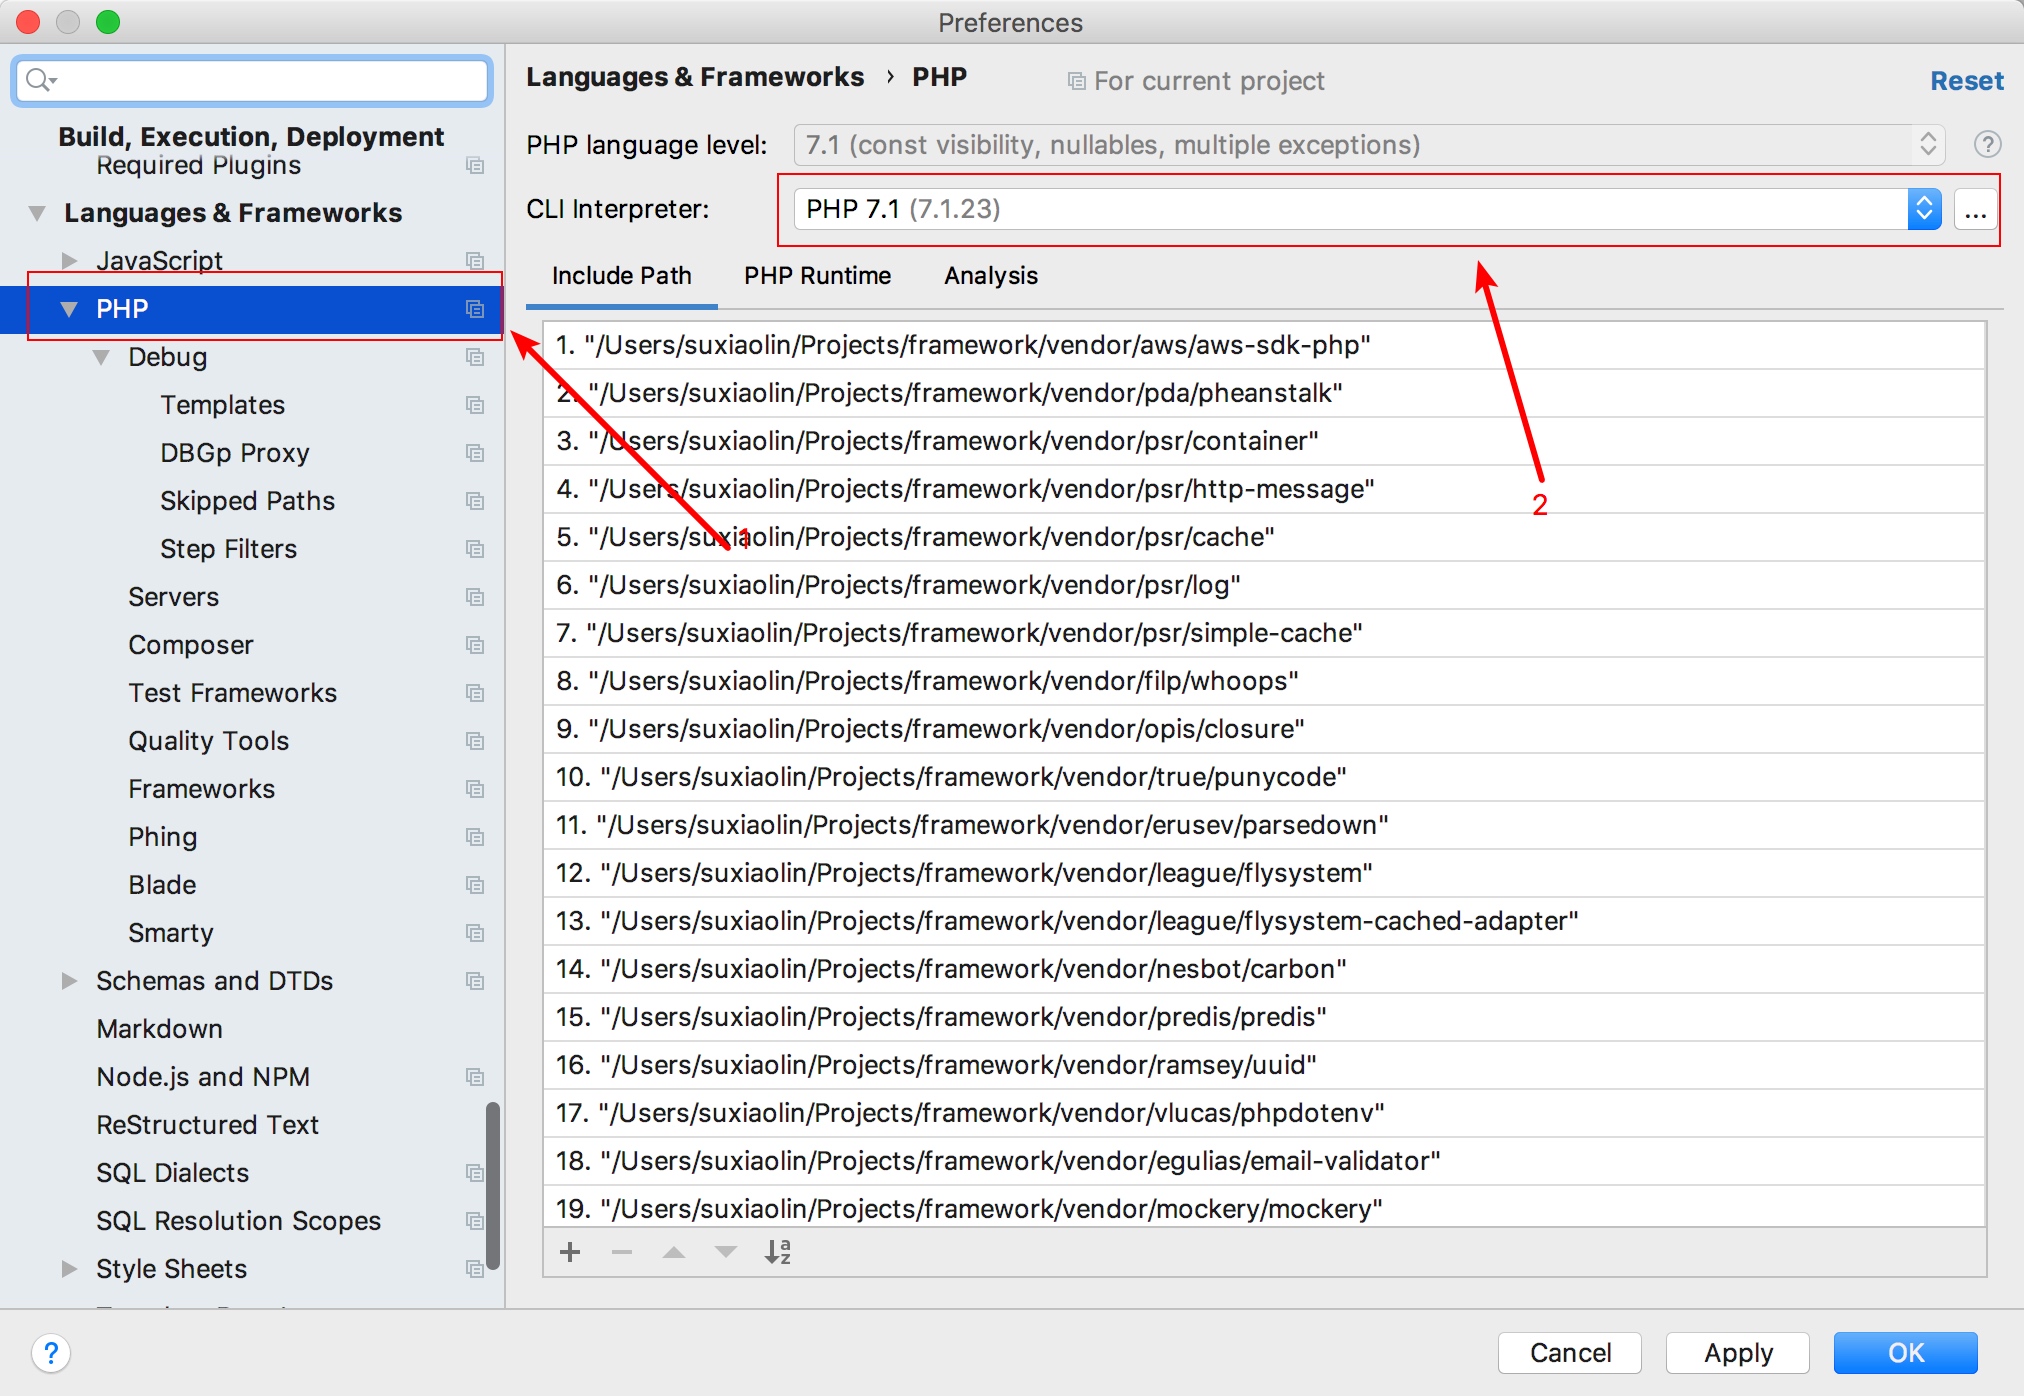 Preferences
Build, Execution, Deployment
Required Plugins
Languages & Frameworks
JavaScript
PHP
Debug
Templates
DBGp Proxy
Skipped Paths
Step Filters
Servers
Composer
Test Frameworks
Quality Tools
Frameworks
Phing
Blade
Smarty
Schemas and DTDs
Markdown
Node.js and NPM
ReStructured Text
SQL Dialects
SQL Resolution Scopes
Style Sheets
Languages & Frameworks › PHP For current project Reset
PHP language level: 7.1 (const visibility, nullables, multiple exceptions) ?
CLI Interpreter: PHP 7.1 (7.1.23) ...
Include Path PHP Runtime Analysis
1. "/Users/suxiaolin/Projects/framework/vendor/aws/aws-sdk-php"
2. "/Users/suxiaolin/Projects/framework/vendor/pda/pheanstalk"
3. "/Users/suxiaolin/Projects/framework/vendor/psr/container"
4. "/Users/suxiaolin/Projects/framework/vendor/psr/http-message"
2
5. "/Users/suxiaolin/Projects/framework/vendor/psr/cache"
1
6. "/Users/suxiaolin/Projects/framework/vendor/psr/log"
7. "/Users/suxiaolin/Projects/framework/vendor/psr/simple-cache"
8. "/Users/suxiaolin/Projects/framework/vendor/filp/whoops"
9. "/Users/suxiaolin/Projects/framework/vendor/opis/closure"
10. "/Users/suxiaolin/Projects/framework/vendor/true/punycode"
11. "/Users/suxiaolin/Projects/framework/vendor/erusev/parsedown"
12. "/Users/suxiaolin/Projects/framework/vendor/league/flysystem"
13. "/Users/suxiaolin/Projects/framework/vendor/league/flysystem-cached-adapter"
14. "/Users/suxiaolin/Projects/framework/vendor/nesbot/carbon"
15. "/Users/suxiaolin/Projects/framework/vendor/predis/predis"
16. "/Users/suxiaolin/Projects/framework/vendor/ramsey/uuid"
17. "/Users/suxiaolin/Projects/framework/vendor/vlucas/phpdotenv"
18. "/Users/suxiaolin/Projects/framework/vendor/egulias/email-validator"
19. "/Users/suxiaolin/Projects/framework/vendor/mockery/mockery"
? Cancel Apply OK